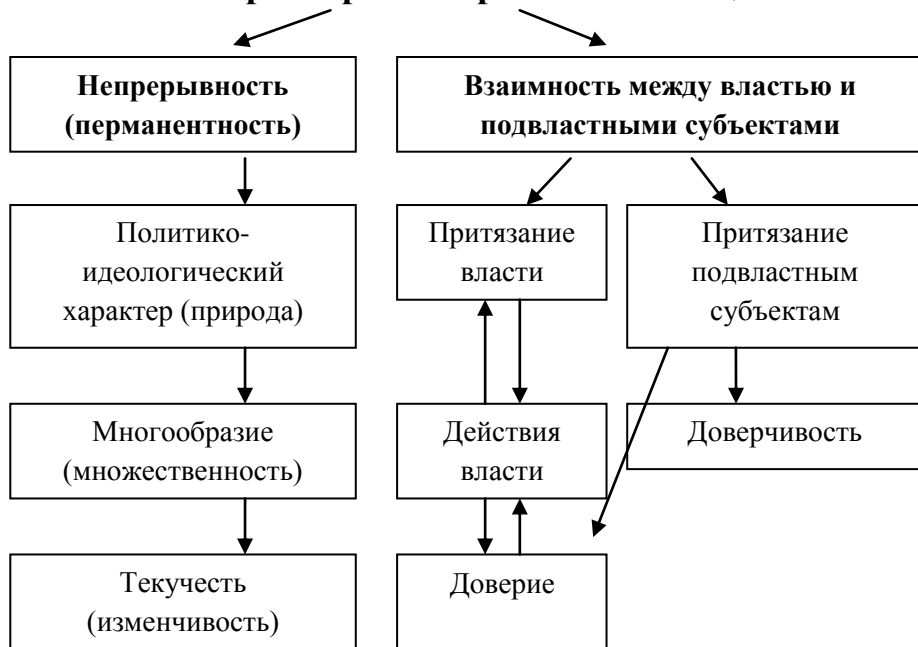 Непрерывность
(перманентность)
Взаимность между властью и
подвластными субъектами
Политико-
идеологический
характер (природа)
Притязание
власти
Притязание
подвластным
субъектам
Многообразие
(множественность)
Действия
власти
Доверчивость
Текучесть
(изменчивость)
Доверие